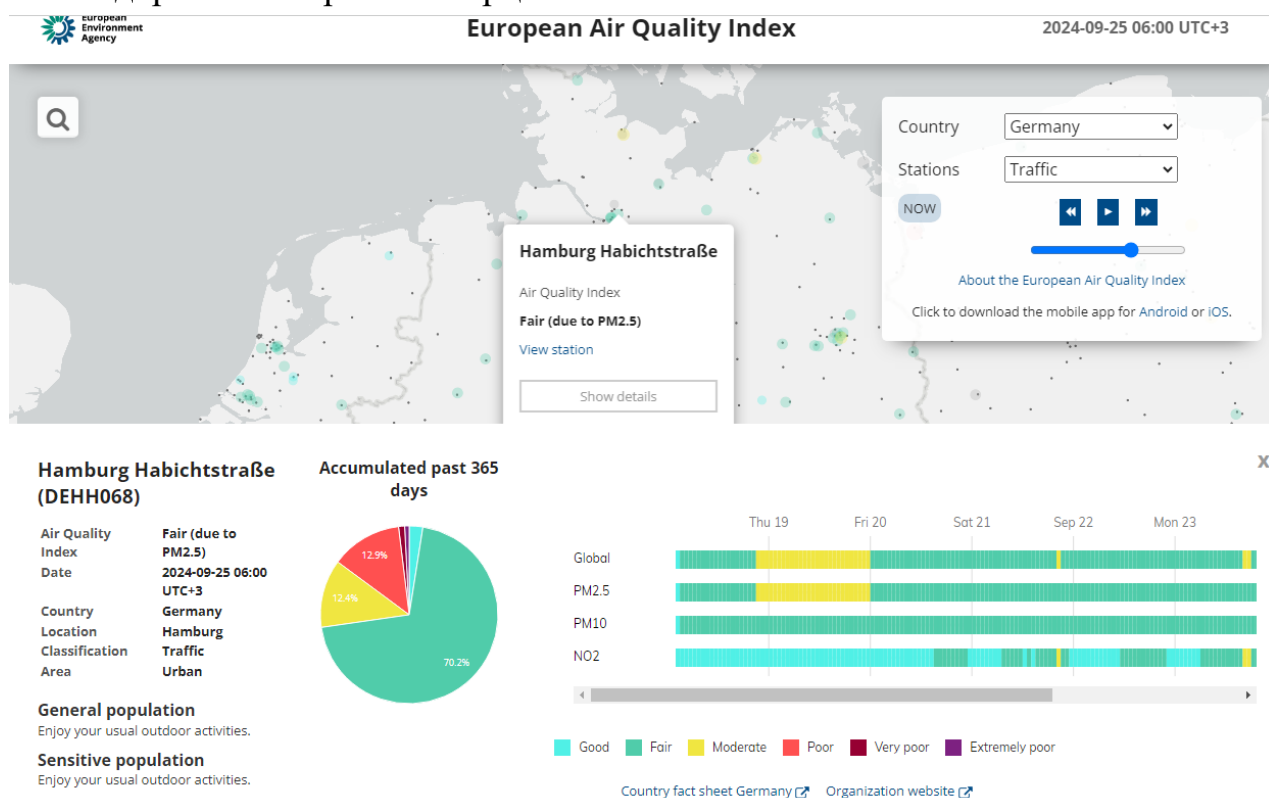 European
Environment
Agency
European Air Quality Index
2024-09-25 06:00 UTC+3
Country
Germany
Stations
Traffic
NOW
About the European Air Quality Index
Click to download the mobile app for Android or iOS.
Hamburg Habichtstraße
Air Quality Index
Fair (due to PM2.5)
View station
Show details
Hamburg Habichtstraße
(DEHH068)
Air Quality Index
Fair (due to PM2.5)
Date
2024-09-25 06:00 UTC+3
Country
Germany
Location
Hamburg
Classification
Traffic
Area
Urban
General population
Enjoy your usual outdoor activities.
Sensitive population
Enjoy your usual outdoor activities.
Accumulated past 365
days
12.9%
12.4%
70.2%
X
Thu 19 Fri 20 Sat 21 Sep 22 Mon 23
Global
PM2.5
PM10
NO2
Good Fair Moderate Poor Very poor Extremely poor
Country fact sheet Germany Organization website